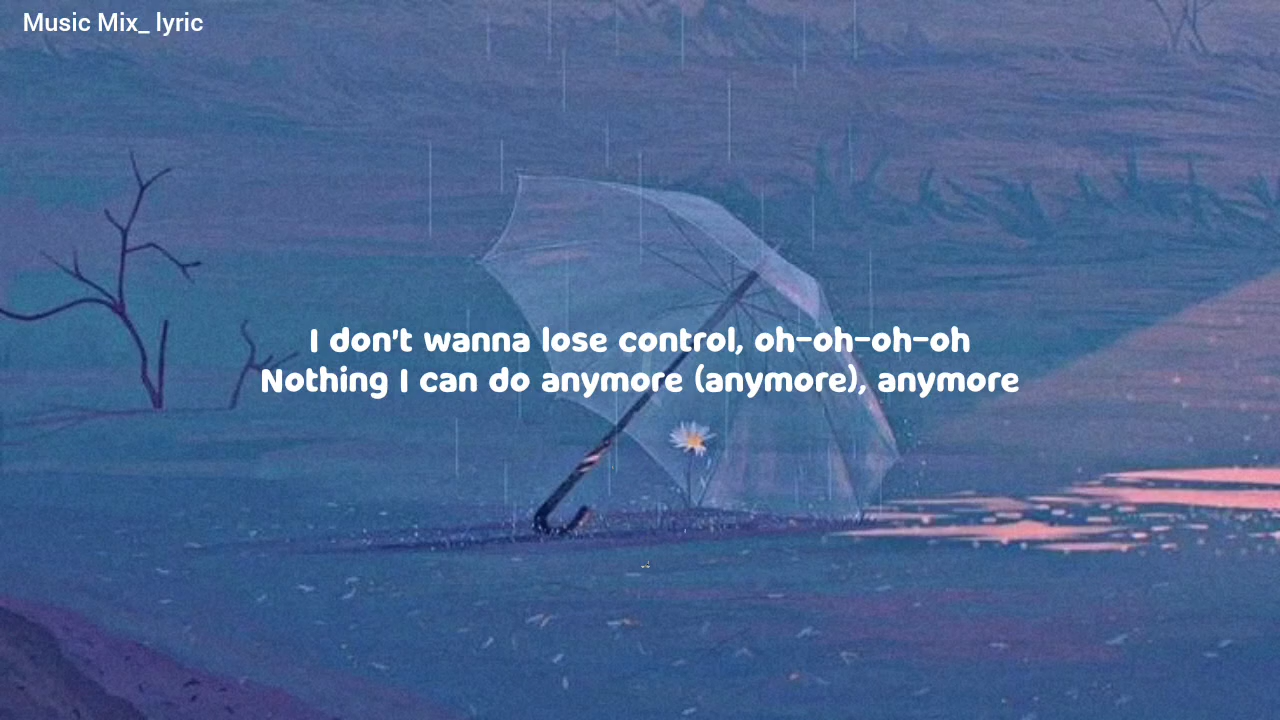 Music Mix_ lyric
I don't wanna lose control, oh-oh-oh-oh
Nothing I can do anymore (anymore), anymore